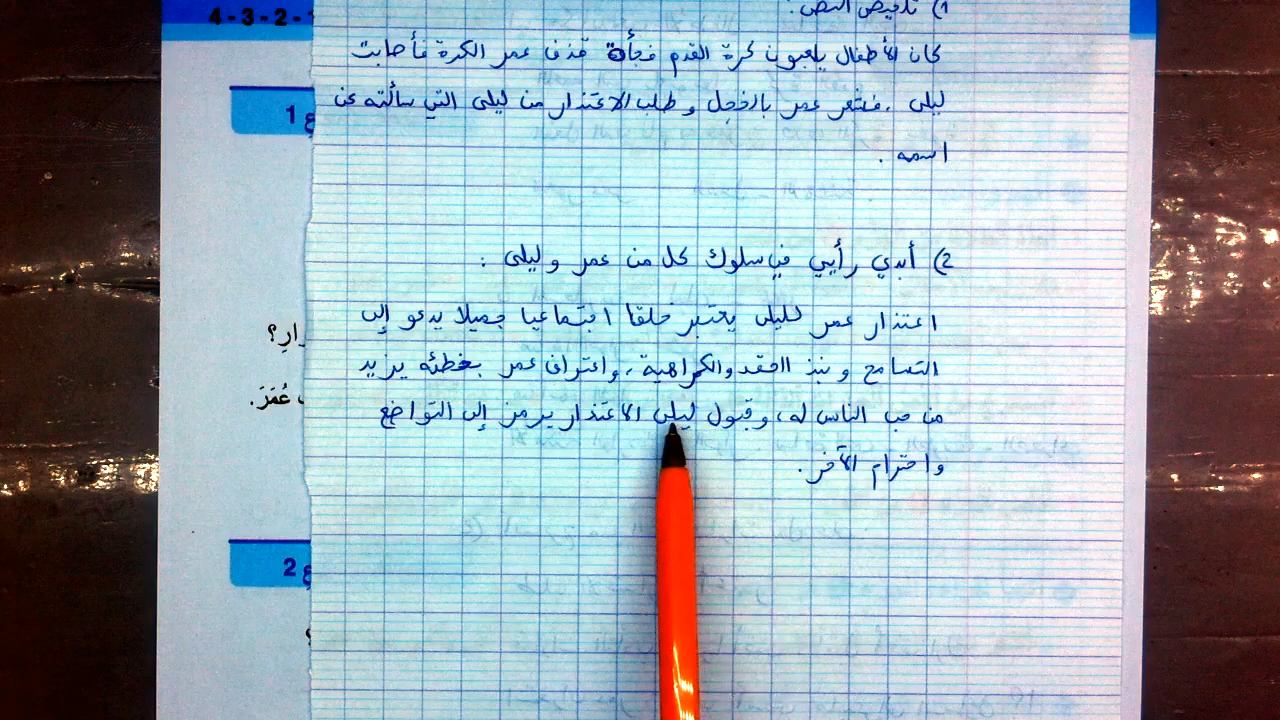 4-3-2-1
1) تلخيص النص:
كان الأطفال يلعبون كرة القدم فجأة قذف عمر الكرة فأصابت
ليلى. فشعر عمر بالخجل و طلب الاعتذار من ليلى التي سألته عن
اسمه.
ع 1
2) أبدي رأيي في سلوك كل من عمر وليلى:
اعتذار عمر لليلى يعتبر خلقا اجتماعيا جميلا يدعو إلى
التسامح و نبذ الحقد والكراهية، واعتراف عمر بخطئه يزيد
من حب الناس له، وقبول ليلى الاعتذار يرمز إلى التواضع
واحترام الآخر.
ارِ؟
عُمَرَ.
ع 2